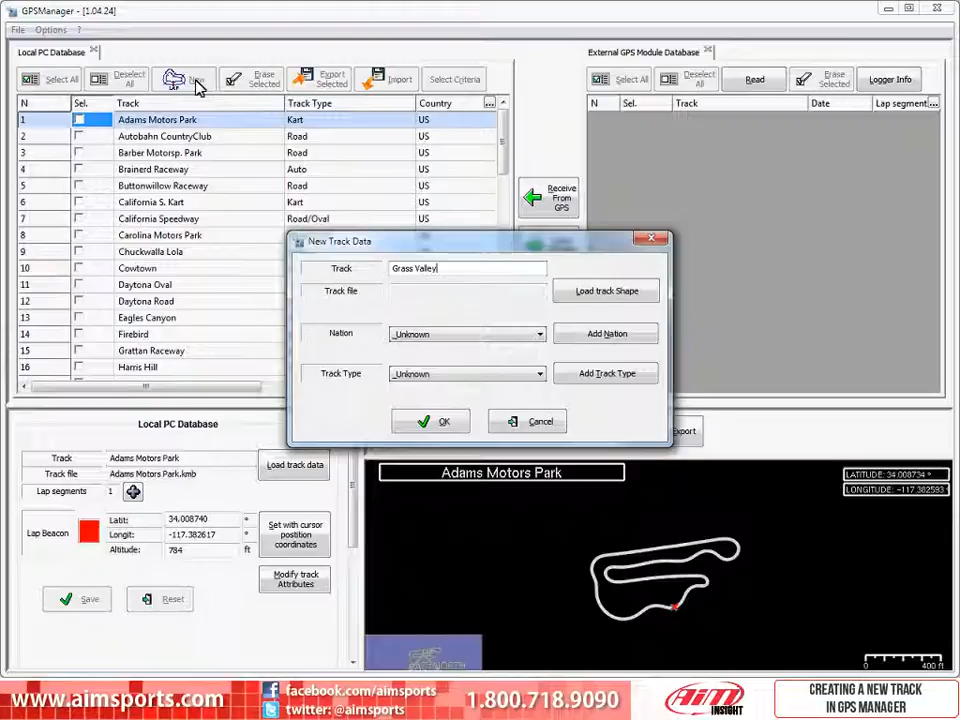 GPSManager - [1.04.24]
File Options ?
Local PC Database
External GPS Module Database
Select All
Deselect All
New
Erase Selected
Export Selected
Import
Select Criteria
Select All
Deselect All
Read
Erase Selected
Logger Info
N Sel. Track Track Type Country ...
1 Adams Motors Park Kart US
2 Autobahn CountryClub Road US
3 Barber Motorsp. Park Road US
4 Brainerd Raceway Auto US
5 Buttonwillow Raceway Road US
6 California S. Kart Kart US
7 California Speedway Road/Oval US
8 Carolina Motors Park
9 Chuckwalla Lola
10 Cowtown
11 Daytona Oval
12 Daytona Road
13 Eagles Canyon
14 Firebird
15 Grattan Raceway
16 Harris Hill
N Sel. Track Date Lap segment...
Receive From GPS
New Track Data
Track Grass Valley
Track file
Load track Shape
Nation _Unknown
Add Nation
Track Type _Unknown
Add Track Type
OK
Cancel
Local PC Database
Track Adams Motors Park
Track file Adams Motors Park.kmb
Load track data
Lap segments 1
Lap Beacon
Latit: 34.008740 °
Longit: -117.382617 °
Altitude: 784 ft
Set with cursor position coordinates
Modify track Attributes
Save
Reset
Export
Adams Motors Park
LATITUDE: 34.008734 °
LONGITUDE: -117.382593 °
0 400 ft
www.aimsports.com
facebook.com/aimsports
twitter: @aimsports
1.800.718.9090
AIM INSIGHT
CREATING A NEW TRACK
IN GPS MANAGER